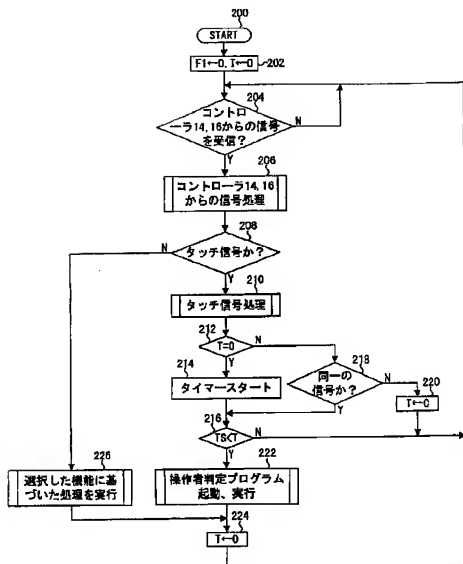 200
START
F1←0, T←0
202
204
コントロ
ーラ14,16からの信号
を受信？
N
Y
206
コントローラ14,16
からの信号処理
208
タッチ信号か？
N
Y
210
タッチ信号処理
212
T=0
N
Y
214
タイマースタート
218
同一の
信号か？
N
Y
220
T←0
216
TS<T
N
Y
226
選択した機能に基
づいた処理を実行
222
操作者判定プログラム
起動、実行
224
T←0